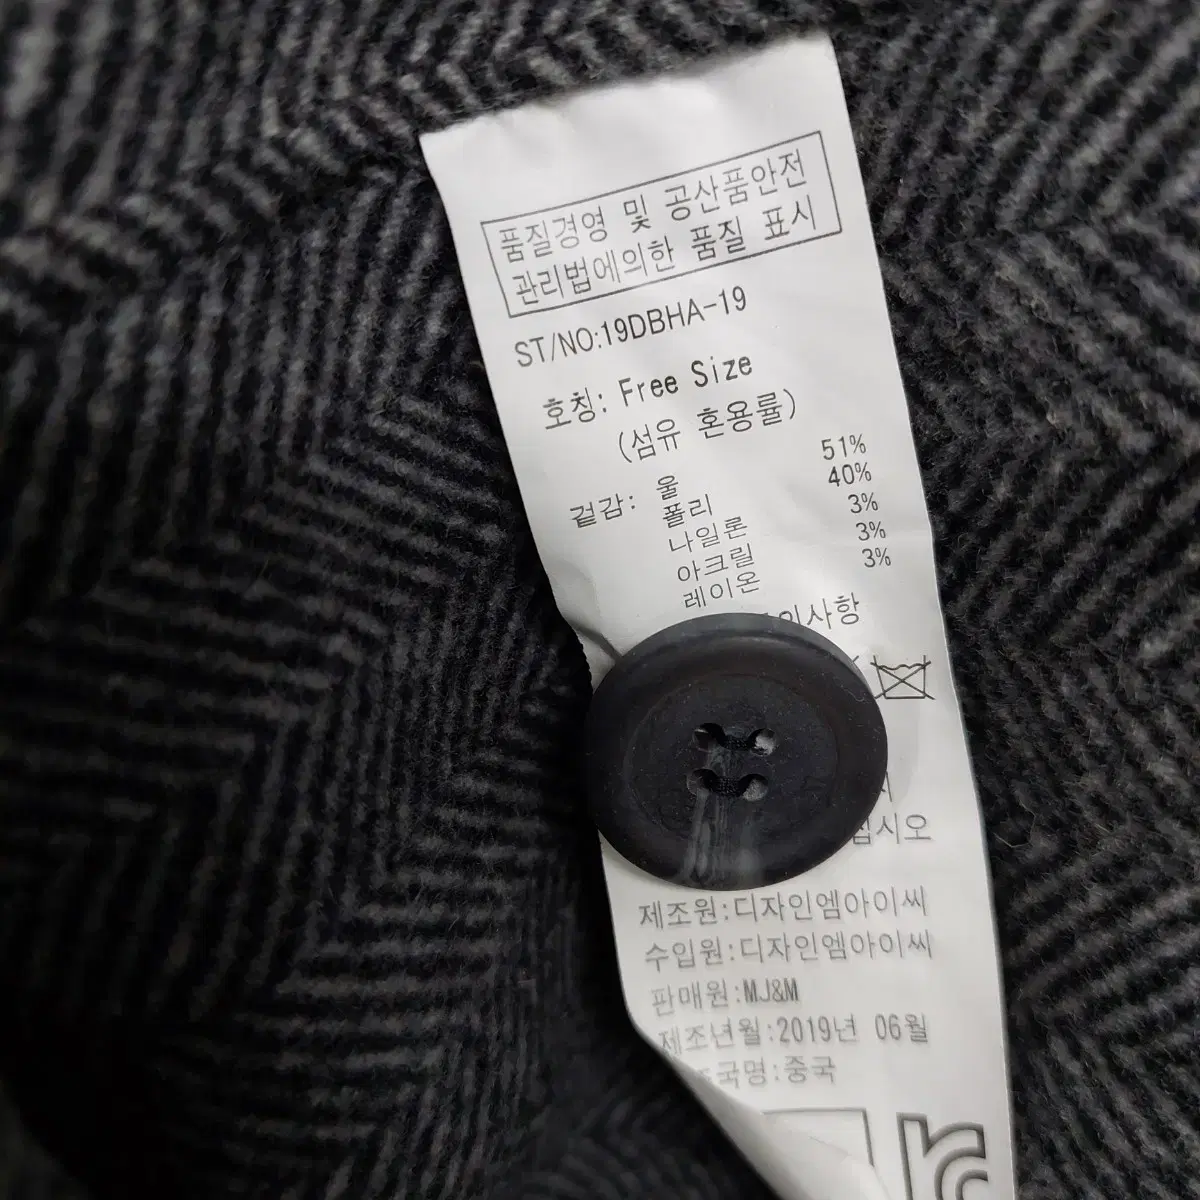 품질경영 및 공산품안전
관리법에의한 품질 표시
ST/NO:19DBHA-19
호칭: Free Size
(섬유 혼용률)
겉감: 울 51%
폴리 40%
나일론 3%
아크릴 3%
레이온 3%
제조원:디자인엠아이씨
수입원:디자인엠아이씨
판매원:MJ&M
제조년월:2019년 06월
중국